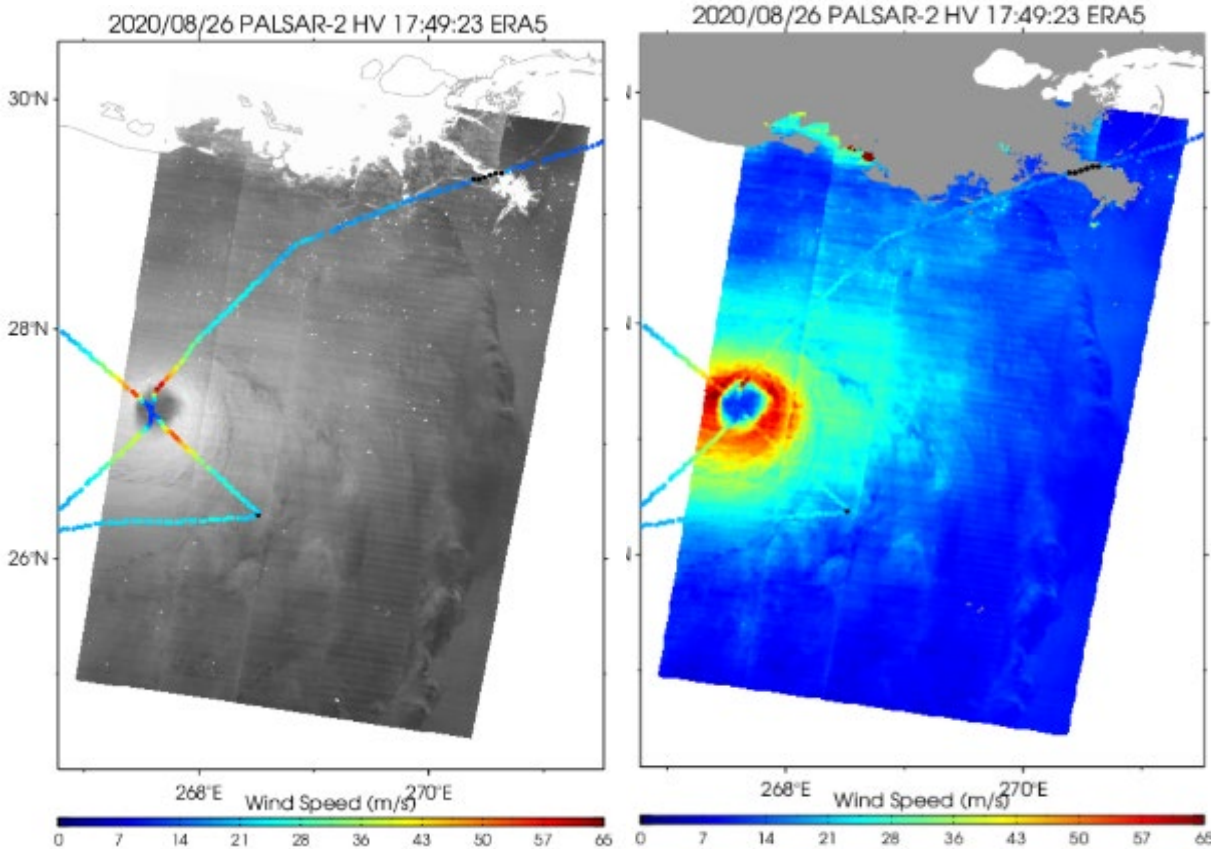 2020/08/26 PALSAR-2 HV 17:49:23 ERA5
30°N
28°N
26°N
268°E
270°E
Wind Speed (m/s)
0 7 14 21 28 36 43 50 57 65
2020/08/26 PALSAR-2 HV 17:49:23 ERA5
268°E
270°E
Wind Speed (m/s)
0 7 14 21 28 36 43 50 57 65